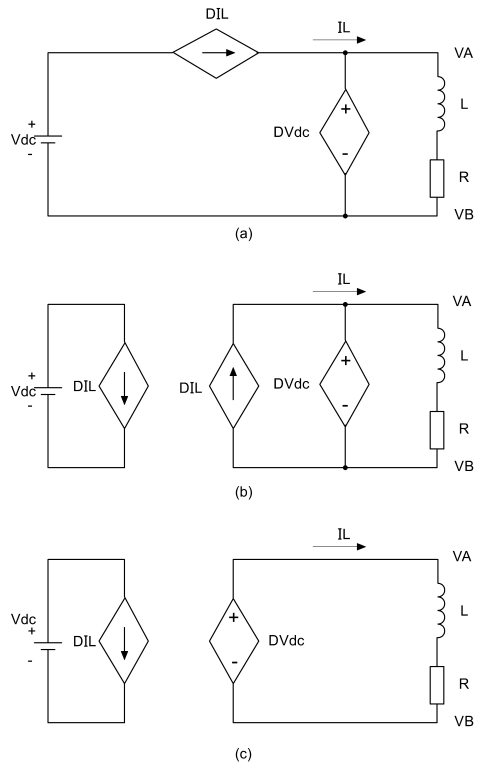 DIL
IL
VA
+
Vdc
-
DVdc
+
-
L
R
VB
(a)
IL
VA
+
Vdc
-
DIL
DIL
DVdc
+
-
L
R
VB
(b)
IL
VA
Vdc
+
-
DIL
+
-
DVdc
L
R
VB
(c)